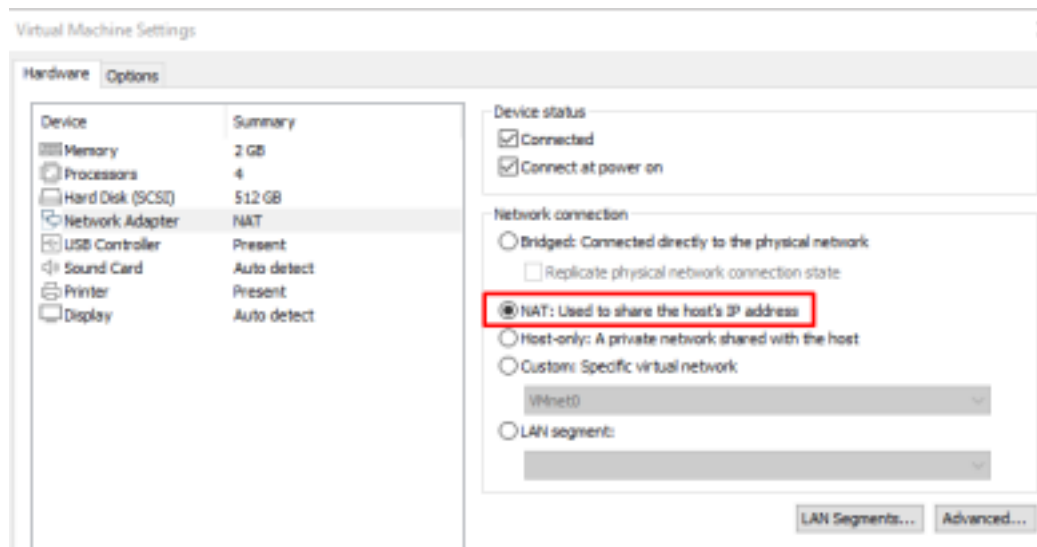 Virtual Machine Settings
Hardware Options
Device Summary
Memory 2 GB
Processors 4
Hard Disk (SCSI) 512 GB
Network Adapter NAT
USB Controller Present
Sound Card Auto detect
Printer Present
Display Auto detect
Device status
Connected
Connect at power on
Network connection
Bridged: Connected directly to the physical network
Replicate physical network connection state
NAT: Used to share the host's IP address
Host-only: A private network shared with the host
Custom: Specific virtual network
VMnet0
LAN segment:
LAN Segments... Advanced...